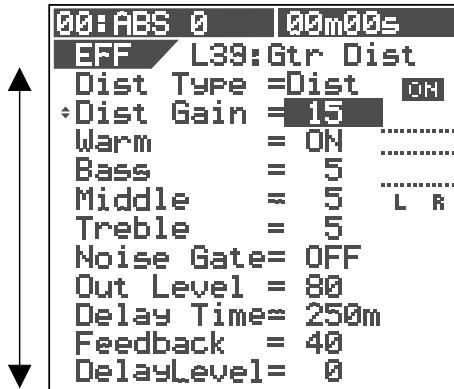 00:ABS 0 00m00s
EFF L39:Gtr Dist
Dist Type =Dist ON
Dist Gain = 15
Warm = ON
Bass = 5
Middle = 5
L R
Treble = 5
Noise Gate= OFF
Out Level = 80
Delay Time= 250m
Feedback = 40
DelayLevel= 0